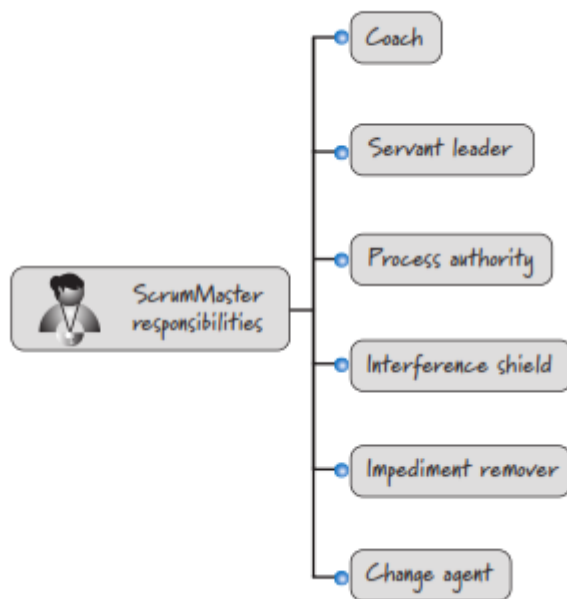 Coach
Servant leader
Process authority
ScrumMaster
responsibilities
Interference shield
Impediment remover
Change agent